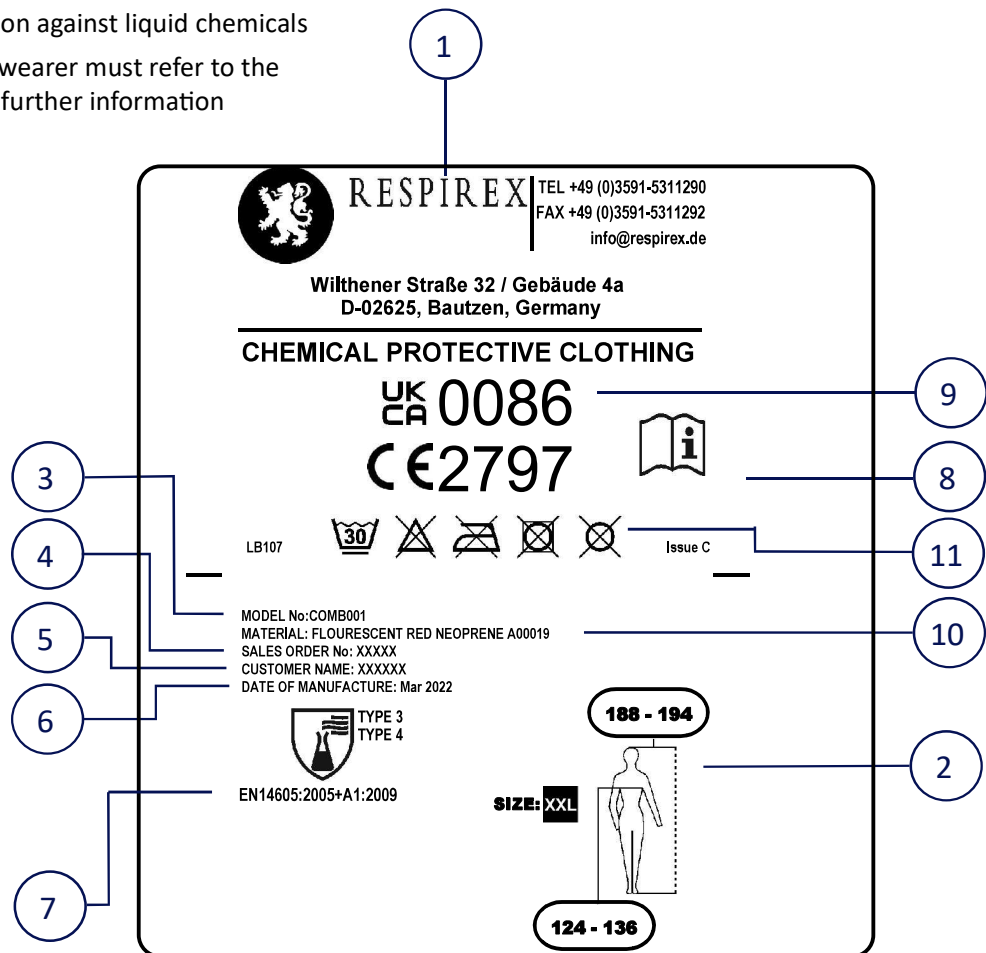 on against liquid chemicals
wearer must refer to the
further information
1
RESPIREX
TEL +49 (0)3591-5311290
FAX +49 (0)3591-5311292
info@respirex.de
Wilthener Straße 32 / Gebäude 4a
D-02625, Bautzen, Germany
CHEMICAL PROTECTIVE CLOTHING
UK
CA 0086
9
CE 2797
i
3
8
LB107
30
Issue C
4
11
MODEL No:COMB001
MATERIAL: FLOURESCENT RED NEOPRENE A00019
SALES ORDER No: XXXXX
CUSTOMER NAME: XXXXXX
DATE OF MANUFACTURE: Mar 2022
5
10
6
TYPE 3
TYPE 4
188 - 194
2
EN14605:2005+A1:2009
SIZE: XXL
7
124 - 136